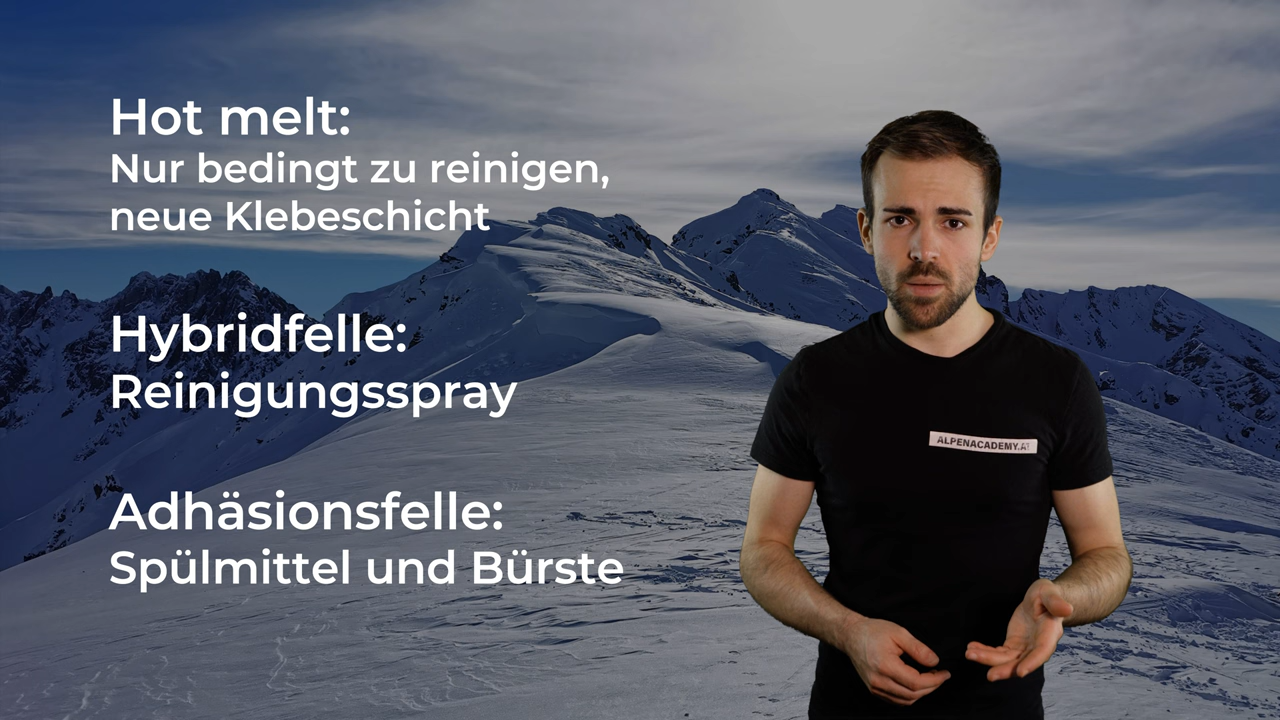 Hot melt:
Nur bedingt zu reinigen,
neue Klebeschicht
Hybridfelle:
Reinigungsspray
Adhäsionsfelle:
Spülmittel und Bürste
ALPENACADEMY.AT